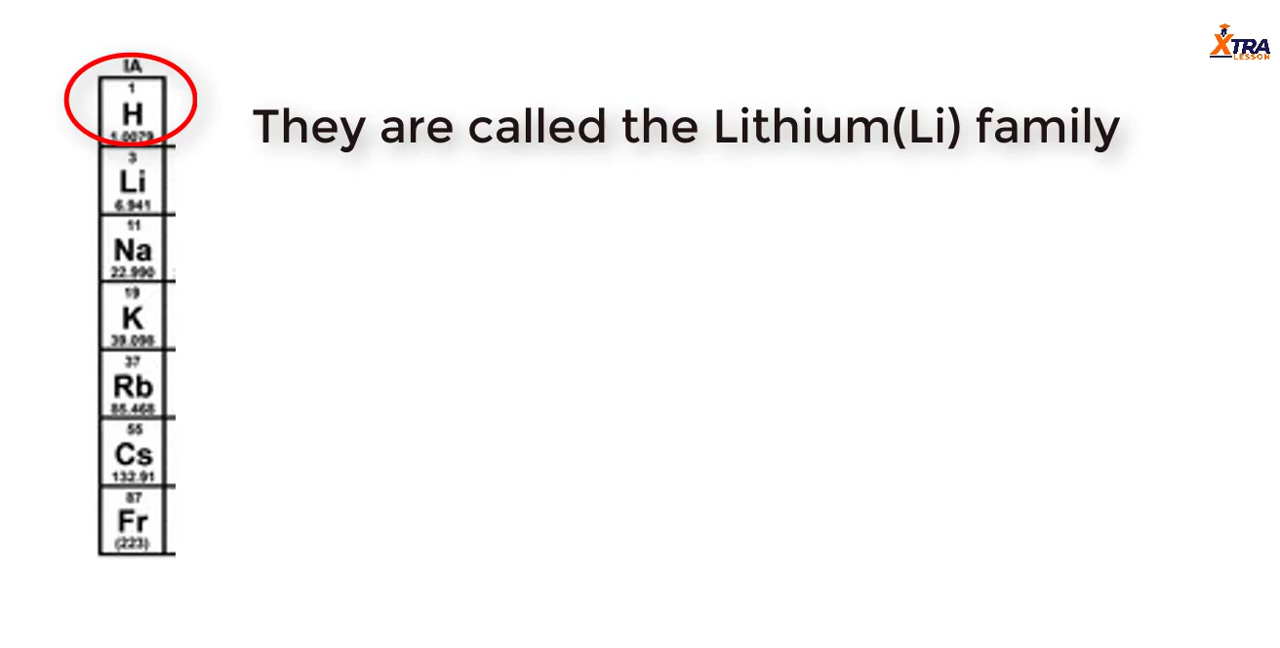 XTRA
LESSON
IA
1
H
1.0079
They are called the Lithium(Li) family
3
Li
6.941
11
Na
22.990
19
K
39.098
37
Rb
85.468
55
Cs
132.91
87
Fr
(223)